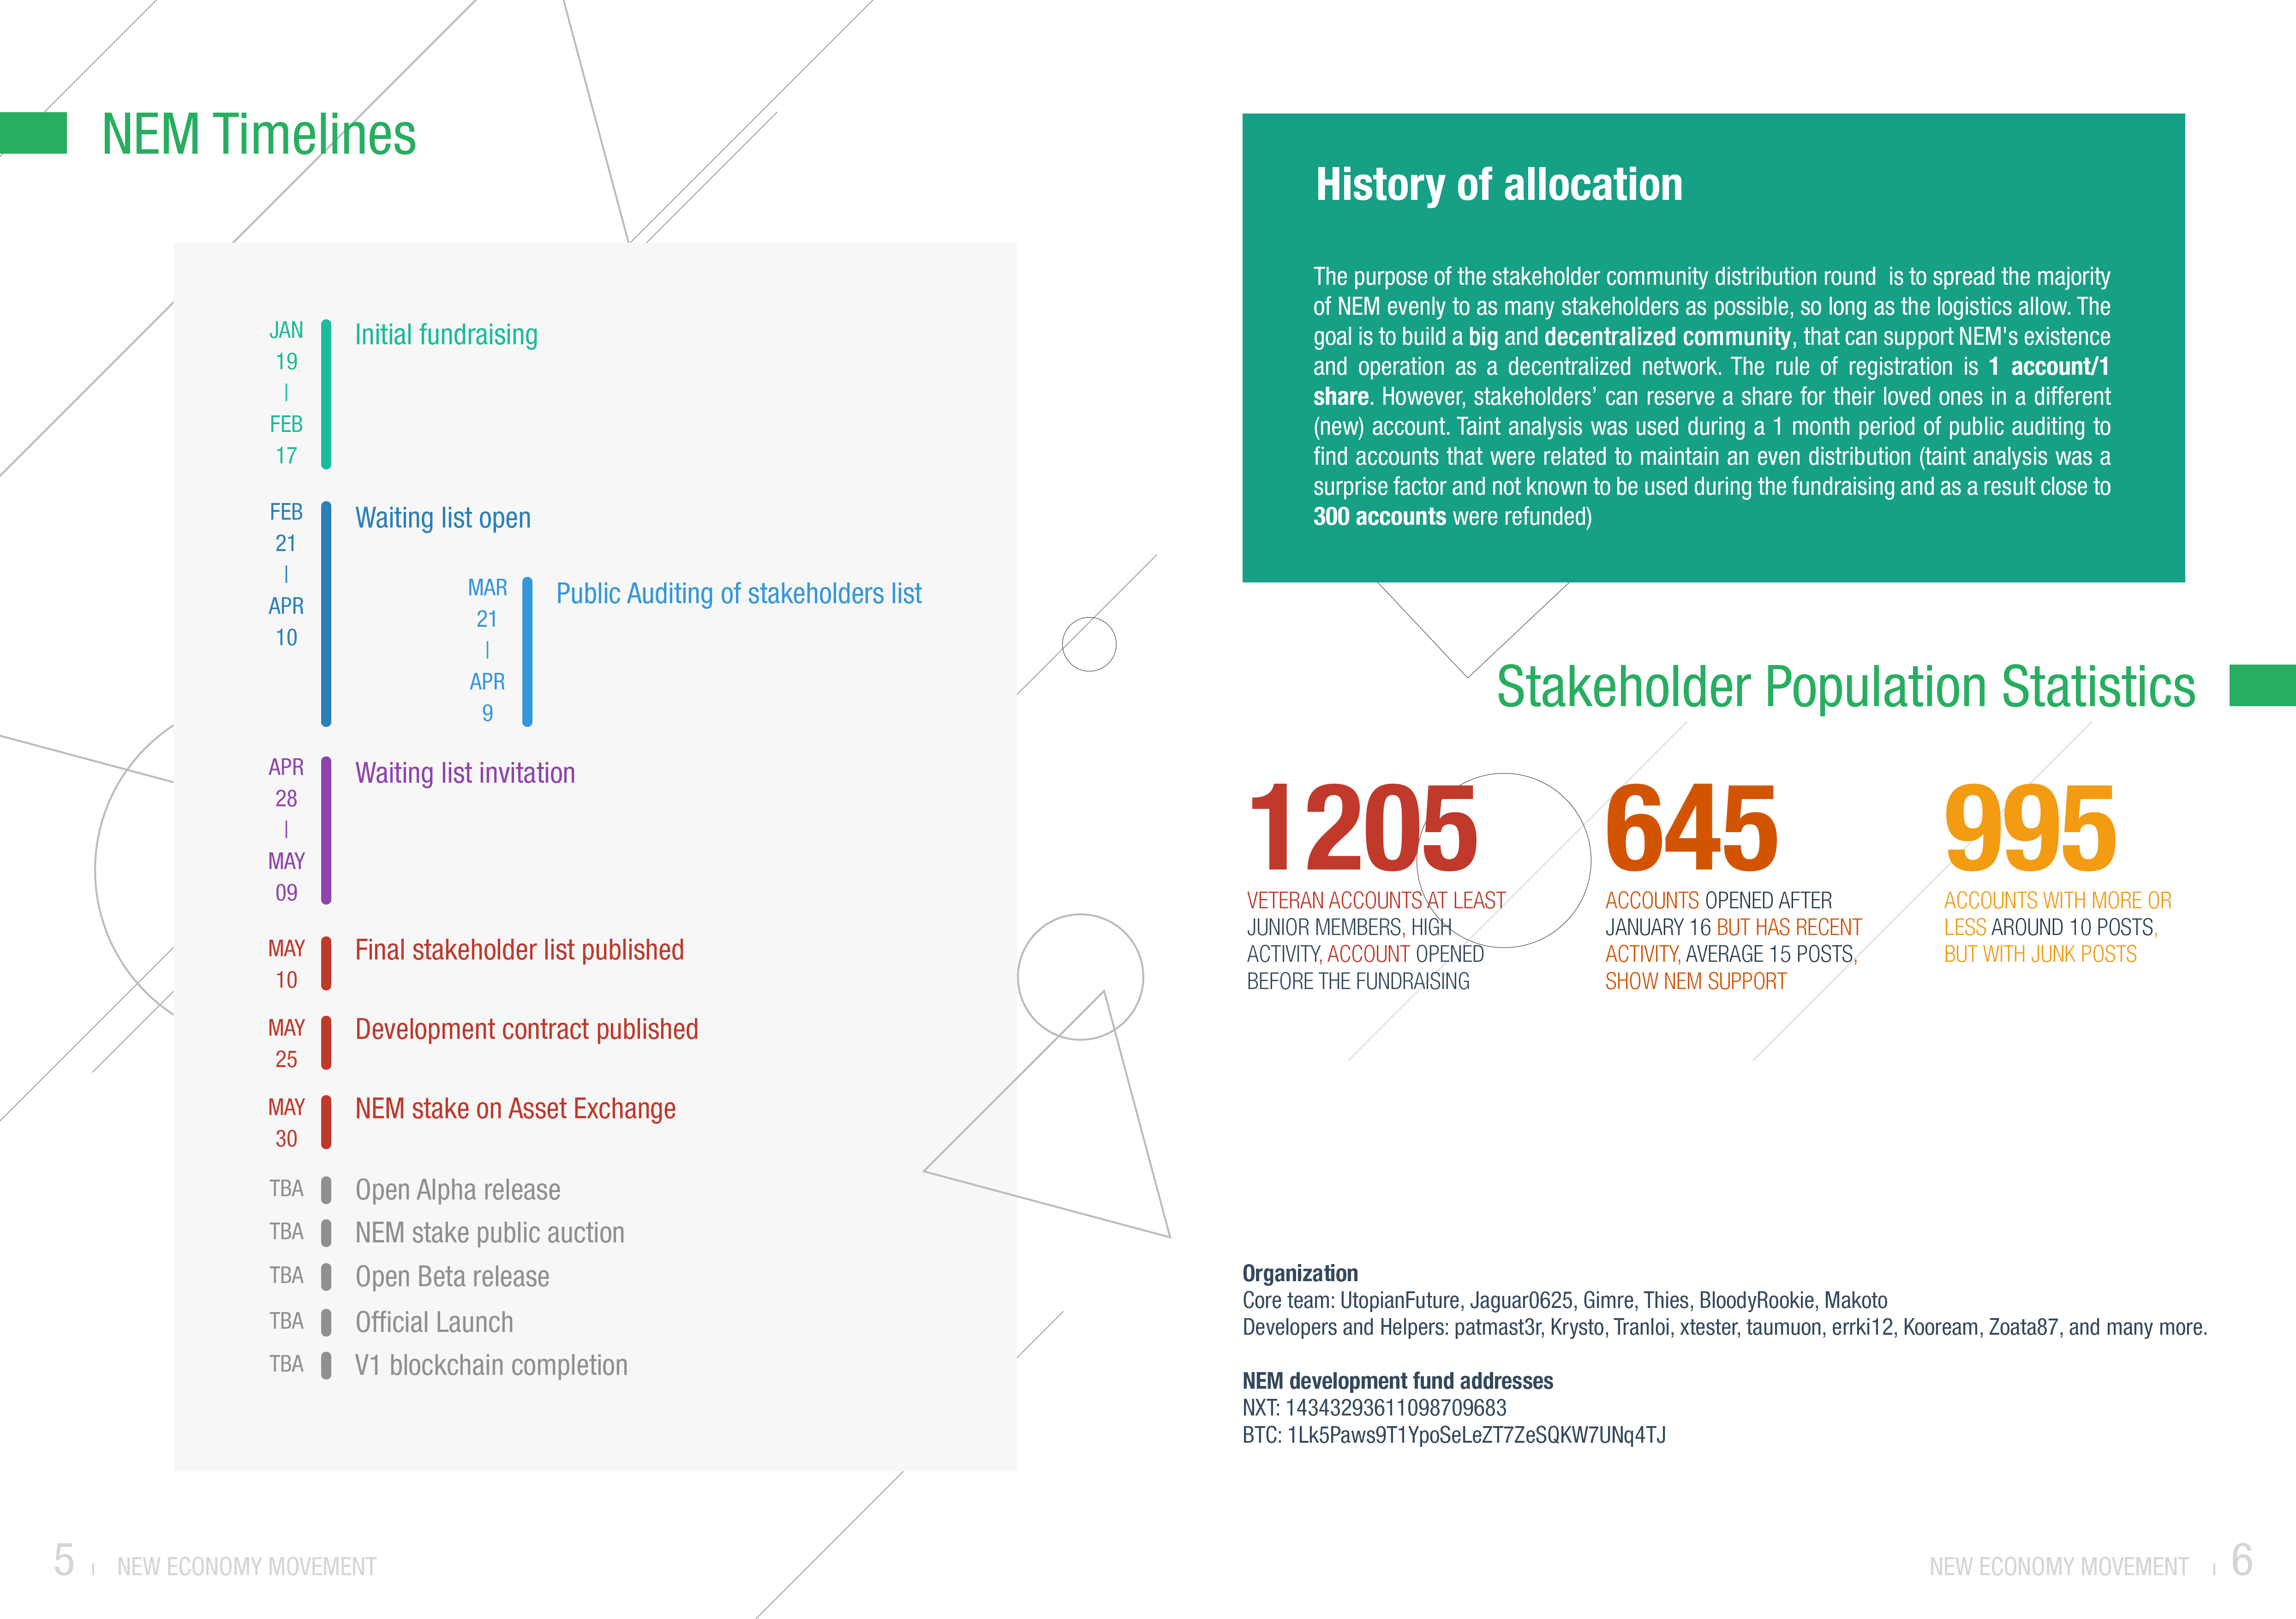 NEM Timelines
JAN
19
|
FEB
17
Initial fundraising
FEB
21
|
APR
10
Waiting list open
MAR
21
|
APR
9
Public Auditing of stakeholders list
APR
28
|
MAY
09
Waiting list invitation
MAY
10
Final stakeholder list published
MAY
25
Development contract published
MAY
30
NEM stake on Asset Exchange
TBA Open Alpha release
TBA NEM stake public auction
TBA Open Beta release
TBA Official Launch
TBA V1 blockchain completion
5 | NEW ECONOMY MOVEMENT
History of allocation
The purpose of the stakeholder community distribution round is to spread the majority
of NEM evenly to as many stakeholders as possible, so long as the logistics allow. The
goal is to build a big and decentralized community, that can support NEM's existence
and operation as a decentralized network. The rule of registration is 1 account/1
share. However, stakeholders’ can reserve a share for their loved ones in a different
(new) account. Taint analysis was used during a 1 month period of public auditing to
find accounts that were related to maintain an even distribution (taint analysis was a
surprise factor and not known to be used during the fundraising and as a result close to
300 accounts were refunded)
Stakeholder Population Statistics
1205
VETERAN ACCOUNTS AT LEAST
JUNIOR MEMBERS, HIGH
ACTIVITY, ACCOUNT OPENED
BEFORE THE FUNDRAISING
645
ACCOUNTS OPENED AFTER
JANUARY 16 BUT HAS RECENT
ACTIVITY, AVERAGE 15 POSTS,
SHOW NEM SUPPORT
995
ACCOUNTS WITH MORE OR
LESS AROUND 10 POSTS,
BUT WITH JUNK POSTS
Organization
Core team: UtopianFuture, Jaguar0625, Gimre, Thies, BloodyRookie, Makoto
Developers and Helpers: patmast3r, Krysto, Tranloi, xtester, taumuon, errki12, Kooream, Zoata87, and many more.
NEM development fund addresses
NXT: 14343293611098709683
BTC: 1Lk5Paws9T1YpoSeLeZT7ZeSQKW7UNq4TJ
NEW ECONOMY MOVEMENT | 6